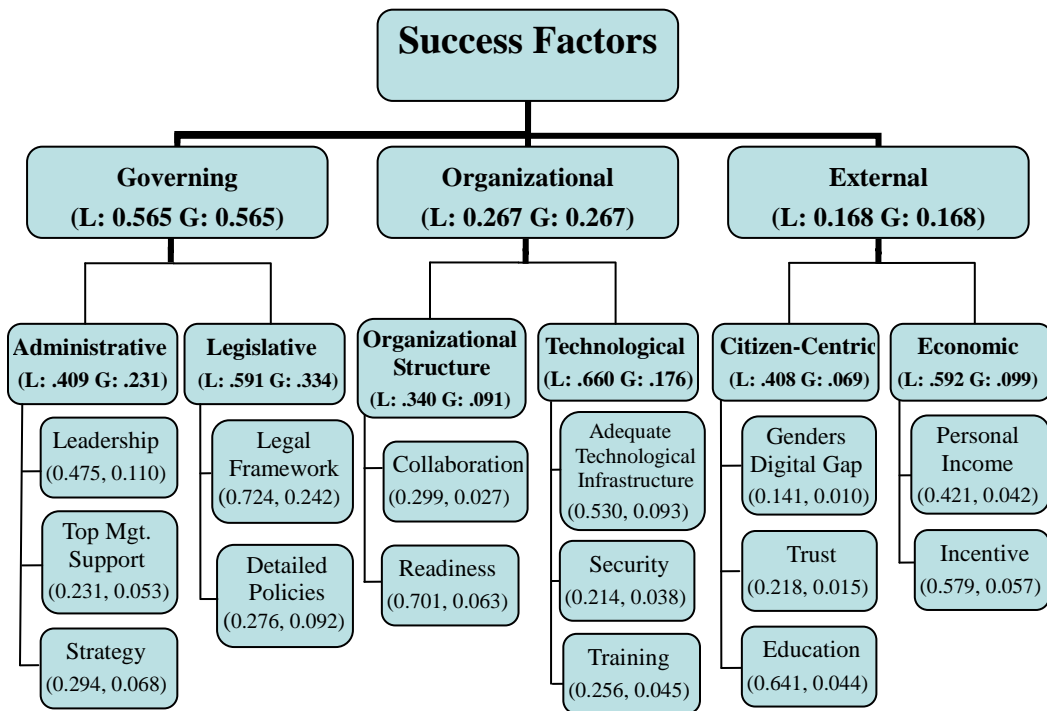 Success Factors
Governing
(L: 0.565 G: 0.565)
Organizational
(L: 0.267 G: 0.267)
External
(L: 0.168 G: 0.168)
Administrative
(L: .409 G: .231)
Legislative
(L: .591 G: .334)
Organizational
Structure
(L: .340 G: .091)
Technological
(L: .660 G: .176)
Citizen-Centric
(L: .408 G: .069)
Economic
(L: .592 G: .099)
Leadership
(0.475, 0.110)
Top Mgt.
Support
(0.231, 0.053)
Strategy
(0.294, 0.068)
Legal
Framework
(0.724, 0.242)
Detailed
Policies
(0.276, 0.092)
Collaboration
(0.299, 0.027)
Readiness
(0.701, 0.063)
Adequate
Technological
Infrastructure
(0.530, 0.093)
Security
(0.214, 0.038)
Training
(0.256, 0.045)
Genders
Digital Gap
(0.141, 0.010)
Trust
(0.218, 0.015)
Education
(0.641, 0.044)
Personal
Income
(0.421, 0.042)
Incentive
(0.579, 0.057)